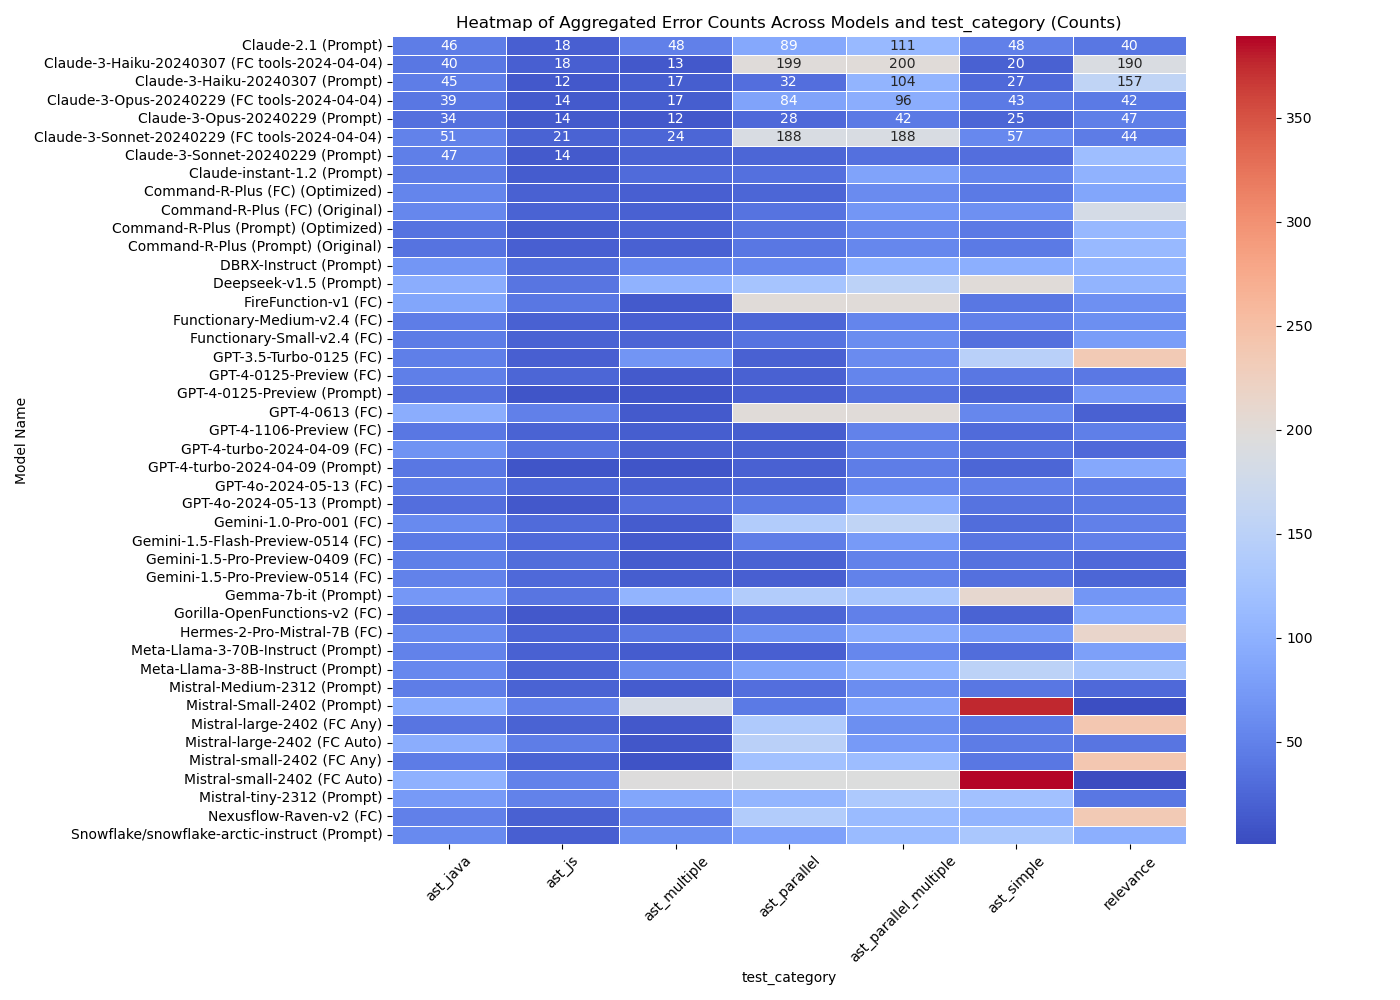 Heatmap of Aggregated Error Counts Across Models and test_category (Counts)
Claude-2.1 (Prompt) 46 18 48 89 111 48 40
Claude-3-Haiku-20240307 (FC tools-2024-04-04) 40 18 13 199 200 20 190
Claude-3-Haiku-20240307 (Prompt) 45 12 17 32 104 27 157
Claude-3-Opus-20240229 (FC tools-2024-04-04) 39 14 17 84 96 43 42
Claude-3-Opus-20240229 (Prompt) 34 14 12 28 42 25 47
Claude-3-Sonnet-20240229 (FC tools-2024-04-04) 51 21 24 188 188 57 44
Claude-3-Sonnet-20240229 (Prompt) 47 14
Claude-instant-1.2 (Prompt)
Command-R-Plus (FC) (Optimized)
Command-R-Plus (FC) (Original)
Command-R-Plus (Prompt) (Optimized)
Command-R-Plus (Prompt) (Original)
DBRX-Instruct (Prompt)
Deepseek-v1.5 (Prompt)
FireFunction-v1 (FC)
Functionary-Medium-v2.4 (FC)
Functionary-Small-v2.4 (FC)
GPT-3.5-Turbo-0125 (FC)
GPT-4-0125-Preview (FC)
GPT-4-0125-Preview (Prompt)
GPT-4-0613 (FC)
GPT-4-1106-Preview (FC)
GPT-4-turbo-2024-04-09 (FC)
GPT-4-turbo-2024-04-09 (Prompt)
GPT-4o-2024-05-13 (FC)
GPT-4o-2024-05-13 (Prompt)
Gemini-1.0-Pro-001 (FC)
Gemini-1.5-Flash-Preview-0514 (FC)
Gemini-1.5-Pro-Preview-0409 (FC)
Gemini-1.5-Pro-Preview-0514 (FC)
Gemma-7b-it (Prompt)
Gorilla-OpenFunctions-v2 (FC)
Hermes-2-Pro-Mistral-7B (FC)
Meta-Llama-3-70B-Instruct (Prompt)
Meta-Llama-3-8B-Instruct (Prompt)
Mistral-Medium-2312 (Prompt)
Mistral-Small-2402 (Prompt)
Mistral-large-2402 (FC Any)
Mistral-large-2402 (FC Auto)
Mistral-small-2402 (FC Any)
Mistral-small-2402 (FC Auto)
Mistral-tiny-2312 (Prompt)
Nexusflow-Raven-v2 (FC)
Snowflake/snowflake-arctic-instruct (Prompt)
Model Name
ast_java
ast_js
ast_multiple
ast_parallel
ast_parallel_multiple
ast_simple
relevance
test_category
350
300
250
200
150
100
50